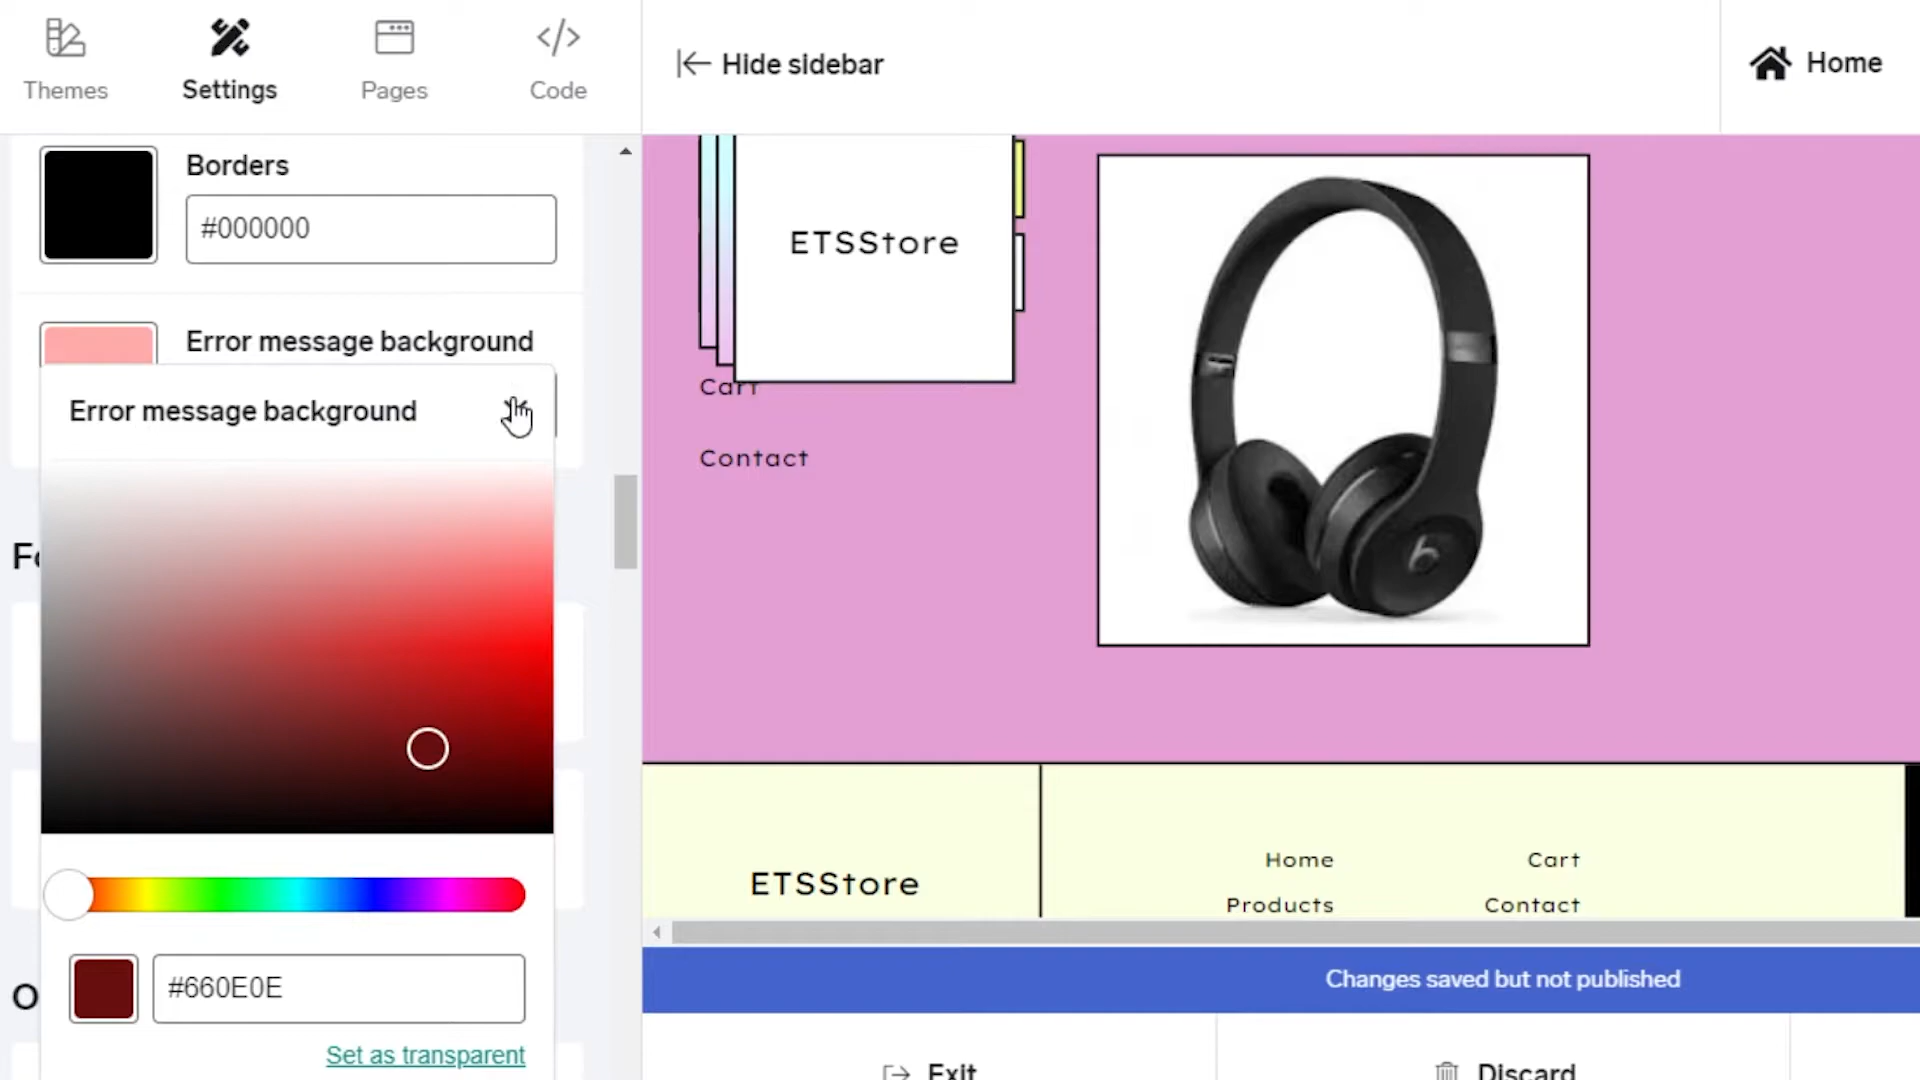 Themes
Settings
Pages
Code
Hide sidebar
Home
Borders
#000000
Error message background
Error message background
#660E0E
Set as transparent
ETSStore
Cart
Contact
b
ETSStore
Home
Cart
Products
Contact
Changes saved but not published
Exit
Discard